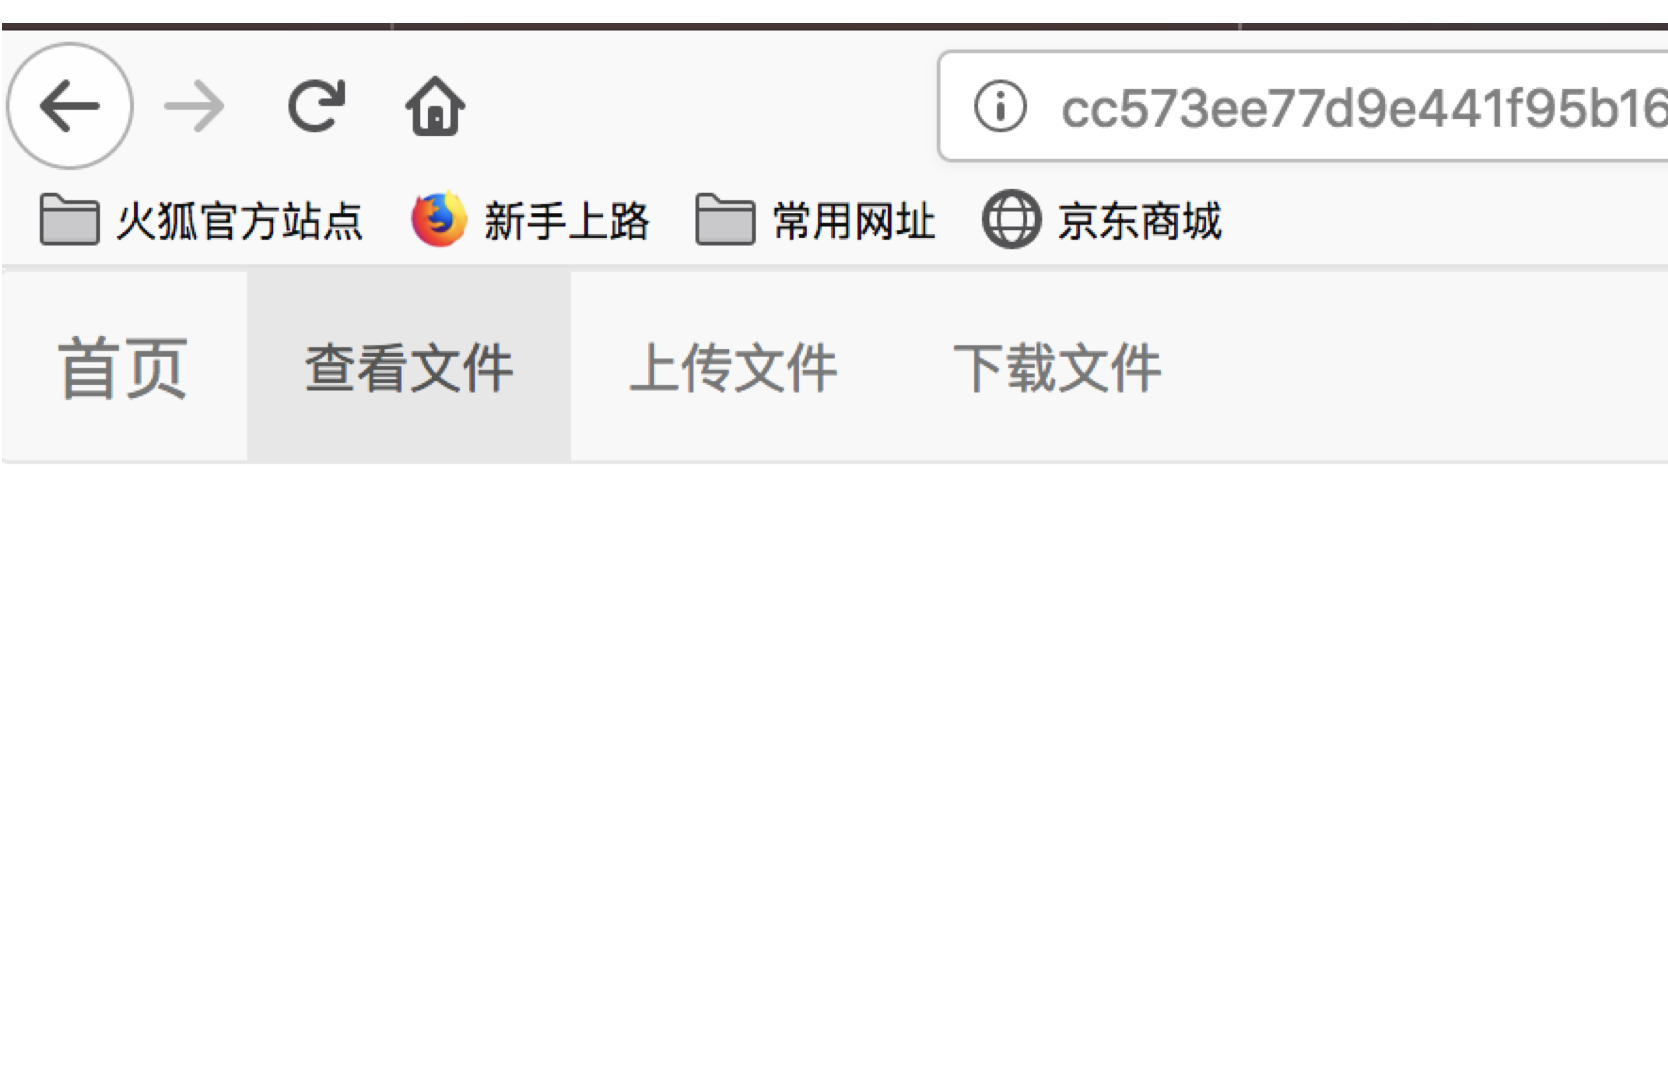 cc573ee77d9e441f95b16
火狐官方站点 新手上路 常用网址 京东商城
首页 查看文件 上传文件 下载文件